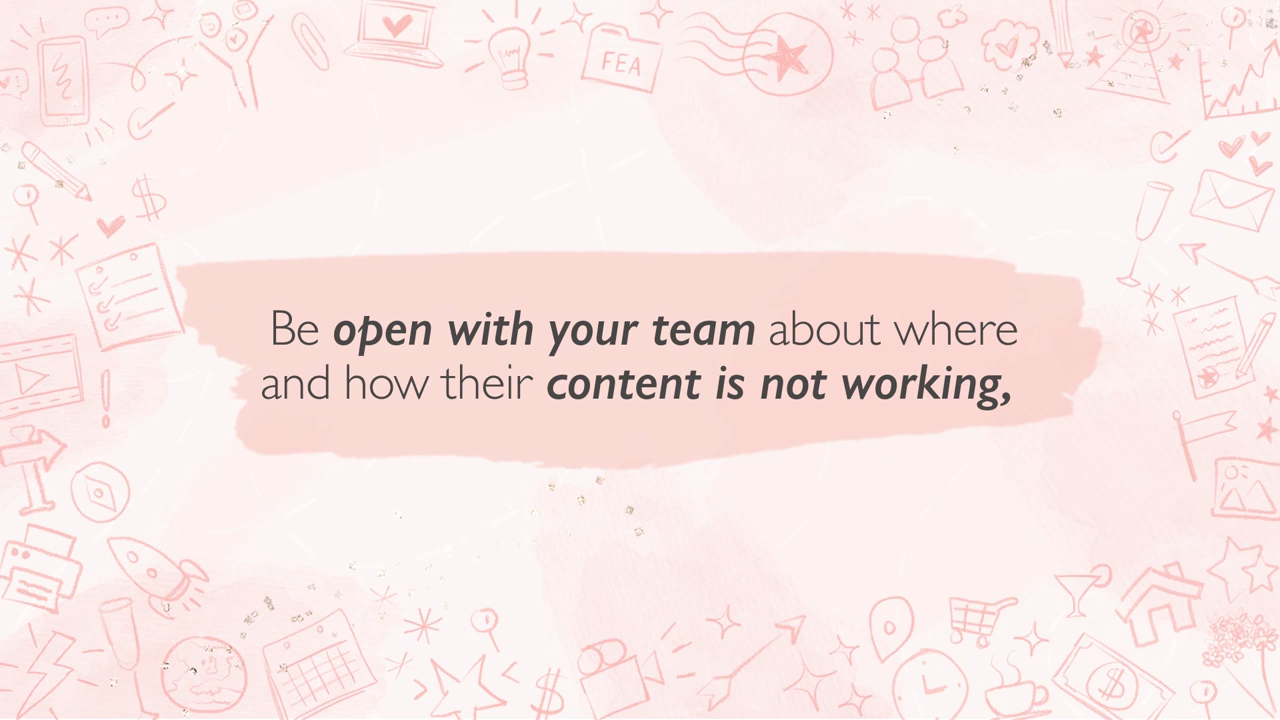 FEA
Be open with your team about where
and how their content is not working,